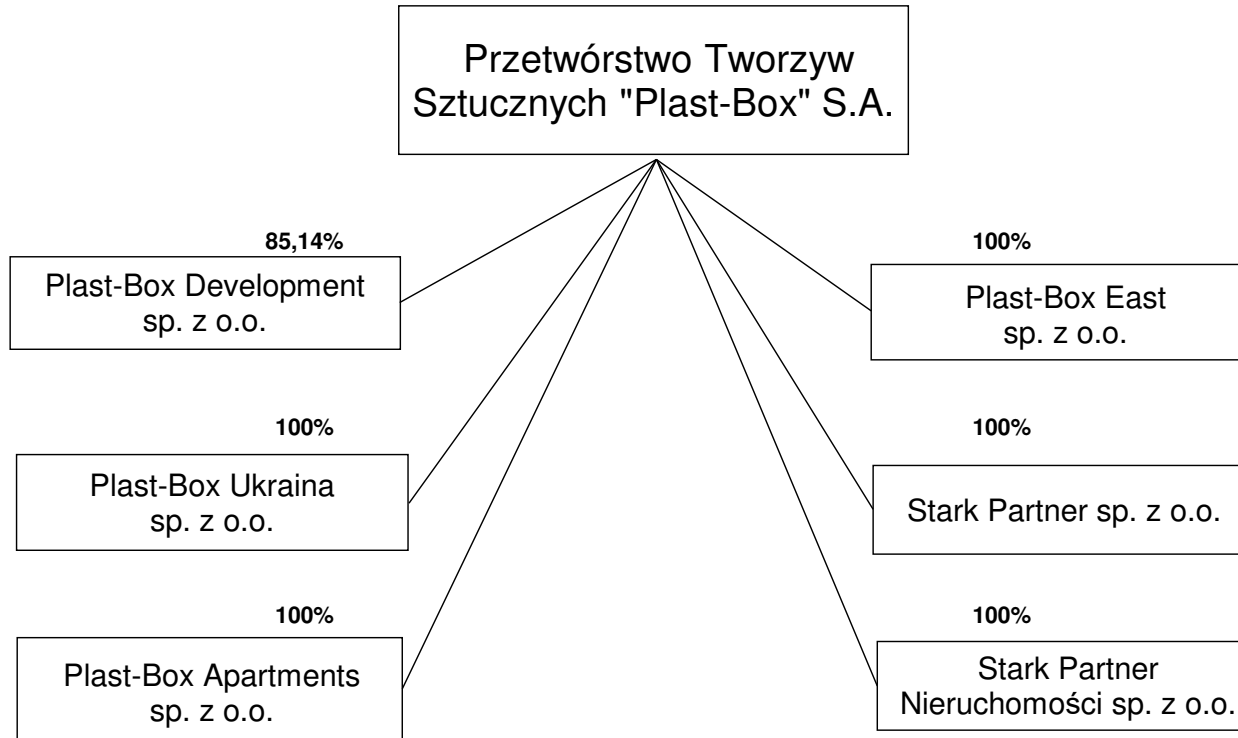 Przetwórstwo Tworzyw
Sztucznych "Plast-Box" S.A.
85,14%
Plast-Box Development
sp. z o.o.
100%
Plast-Box East
sp. z o.o.
100%
Plast-Box Ukraina
sp. z o.o.
100%
Stark Partner sp. z o.o.
100%
Plast-Box Apartments
sp. z o.o.
100%
Stark Partner
Nieruchomości sp. z o.o.